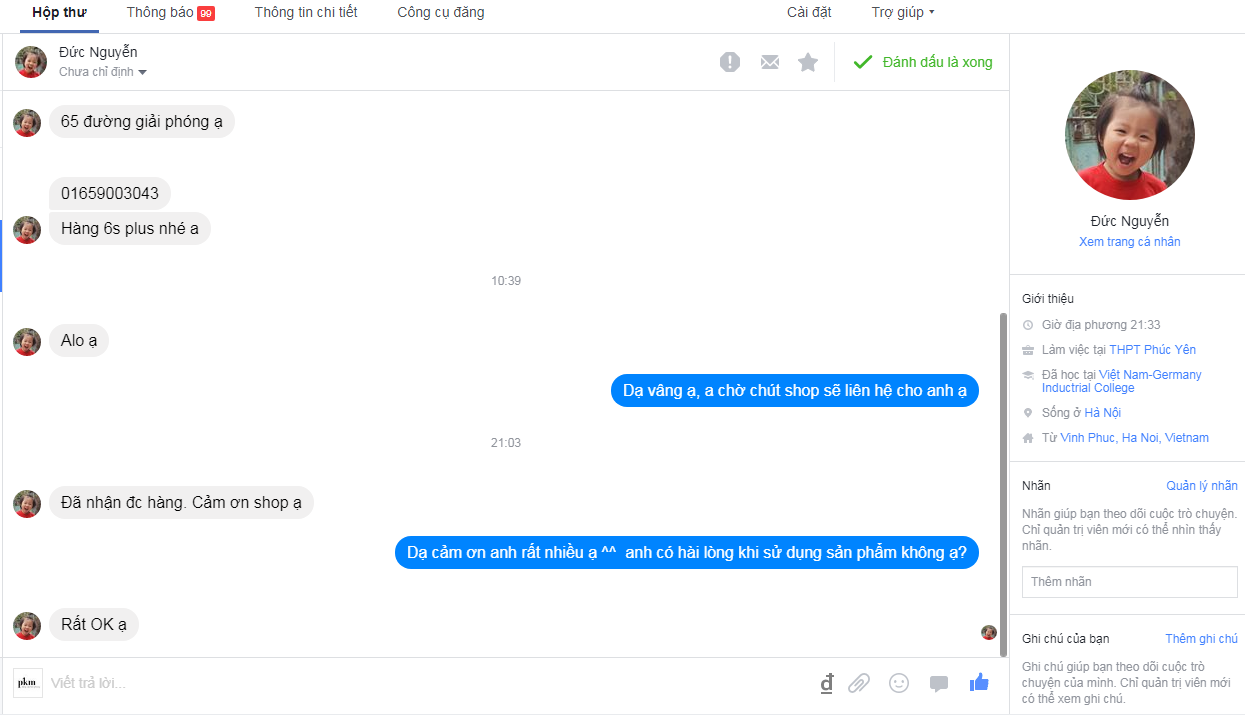 Hộp thư
Thông báo 99
Thông tin chi tiết
Công cụ đăng
Cài đặt
Trợ giúp
Đức Nguyễn
Chưa chỉ định
Đánh dấu là xong
65 đường giải phóng ạ
01659003043
Hàng 6s plus nhé a
10:39
Alo ạ
Dạ vâng ạ, a chờ chút shop sẽ liên hệ cho anh ạ
21:03
Đã nhận đc hàng. Cảm ơn shop ạ
Dạ cảm ơn anh rất nhiều ạ ^^ anh có hài lòng khi sử dụng sản phẩm không ạ?
Rất OK ạ
pkm
Viết trả lời...
Đức Nguyễn
Xem trang cá nhân
Giới thiệu
Giờ địa phương 21:33
Làm việc tại THPT Phúc Yên
Đã học tại Việt Nam-Germany
Inductrial College
Sống ở Hà Nội
Từ Vinh Phuc, Ha Noi, Vietnam
Nhãn
Quản lý nhãn
Nhãn giúp bạn theo dõi cuộc trò chuyện.
Chỉ quản trị viên mới có thể nhìn thấy
nhãn.
Thêm nhãn
Ghi chú của bạn
Thêm ghi chú
Ghi chú giúp bạn theo dõi cuộc trò
chuyện của mình. Chỉ quản trị viên mới
có thể xem ghi chú.